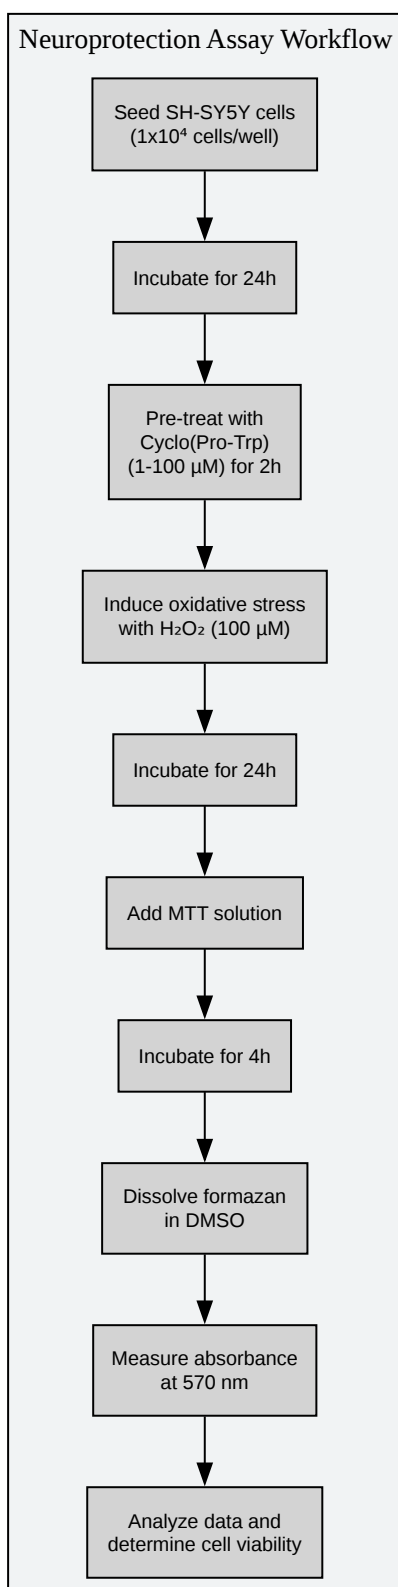 Neuroprotection Assay Workflow
Seed SH-SY5Y cells
(1x10⁴ cells/well)
Incubate for 24h
Pre-treat with
Cyclo(Pro-Trp)
(1-100 µM) for 2h
Induce oxidative stress
with H₂O₂ (100 µM)
Incubate for 24h
Add MTT solution
Incubate for 4h
Dissolve formazan
in DMSO
Measure absorbance
at 570 nm
Analyze data and
determine cell viability